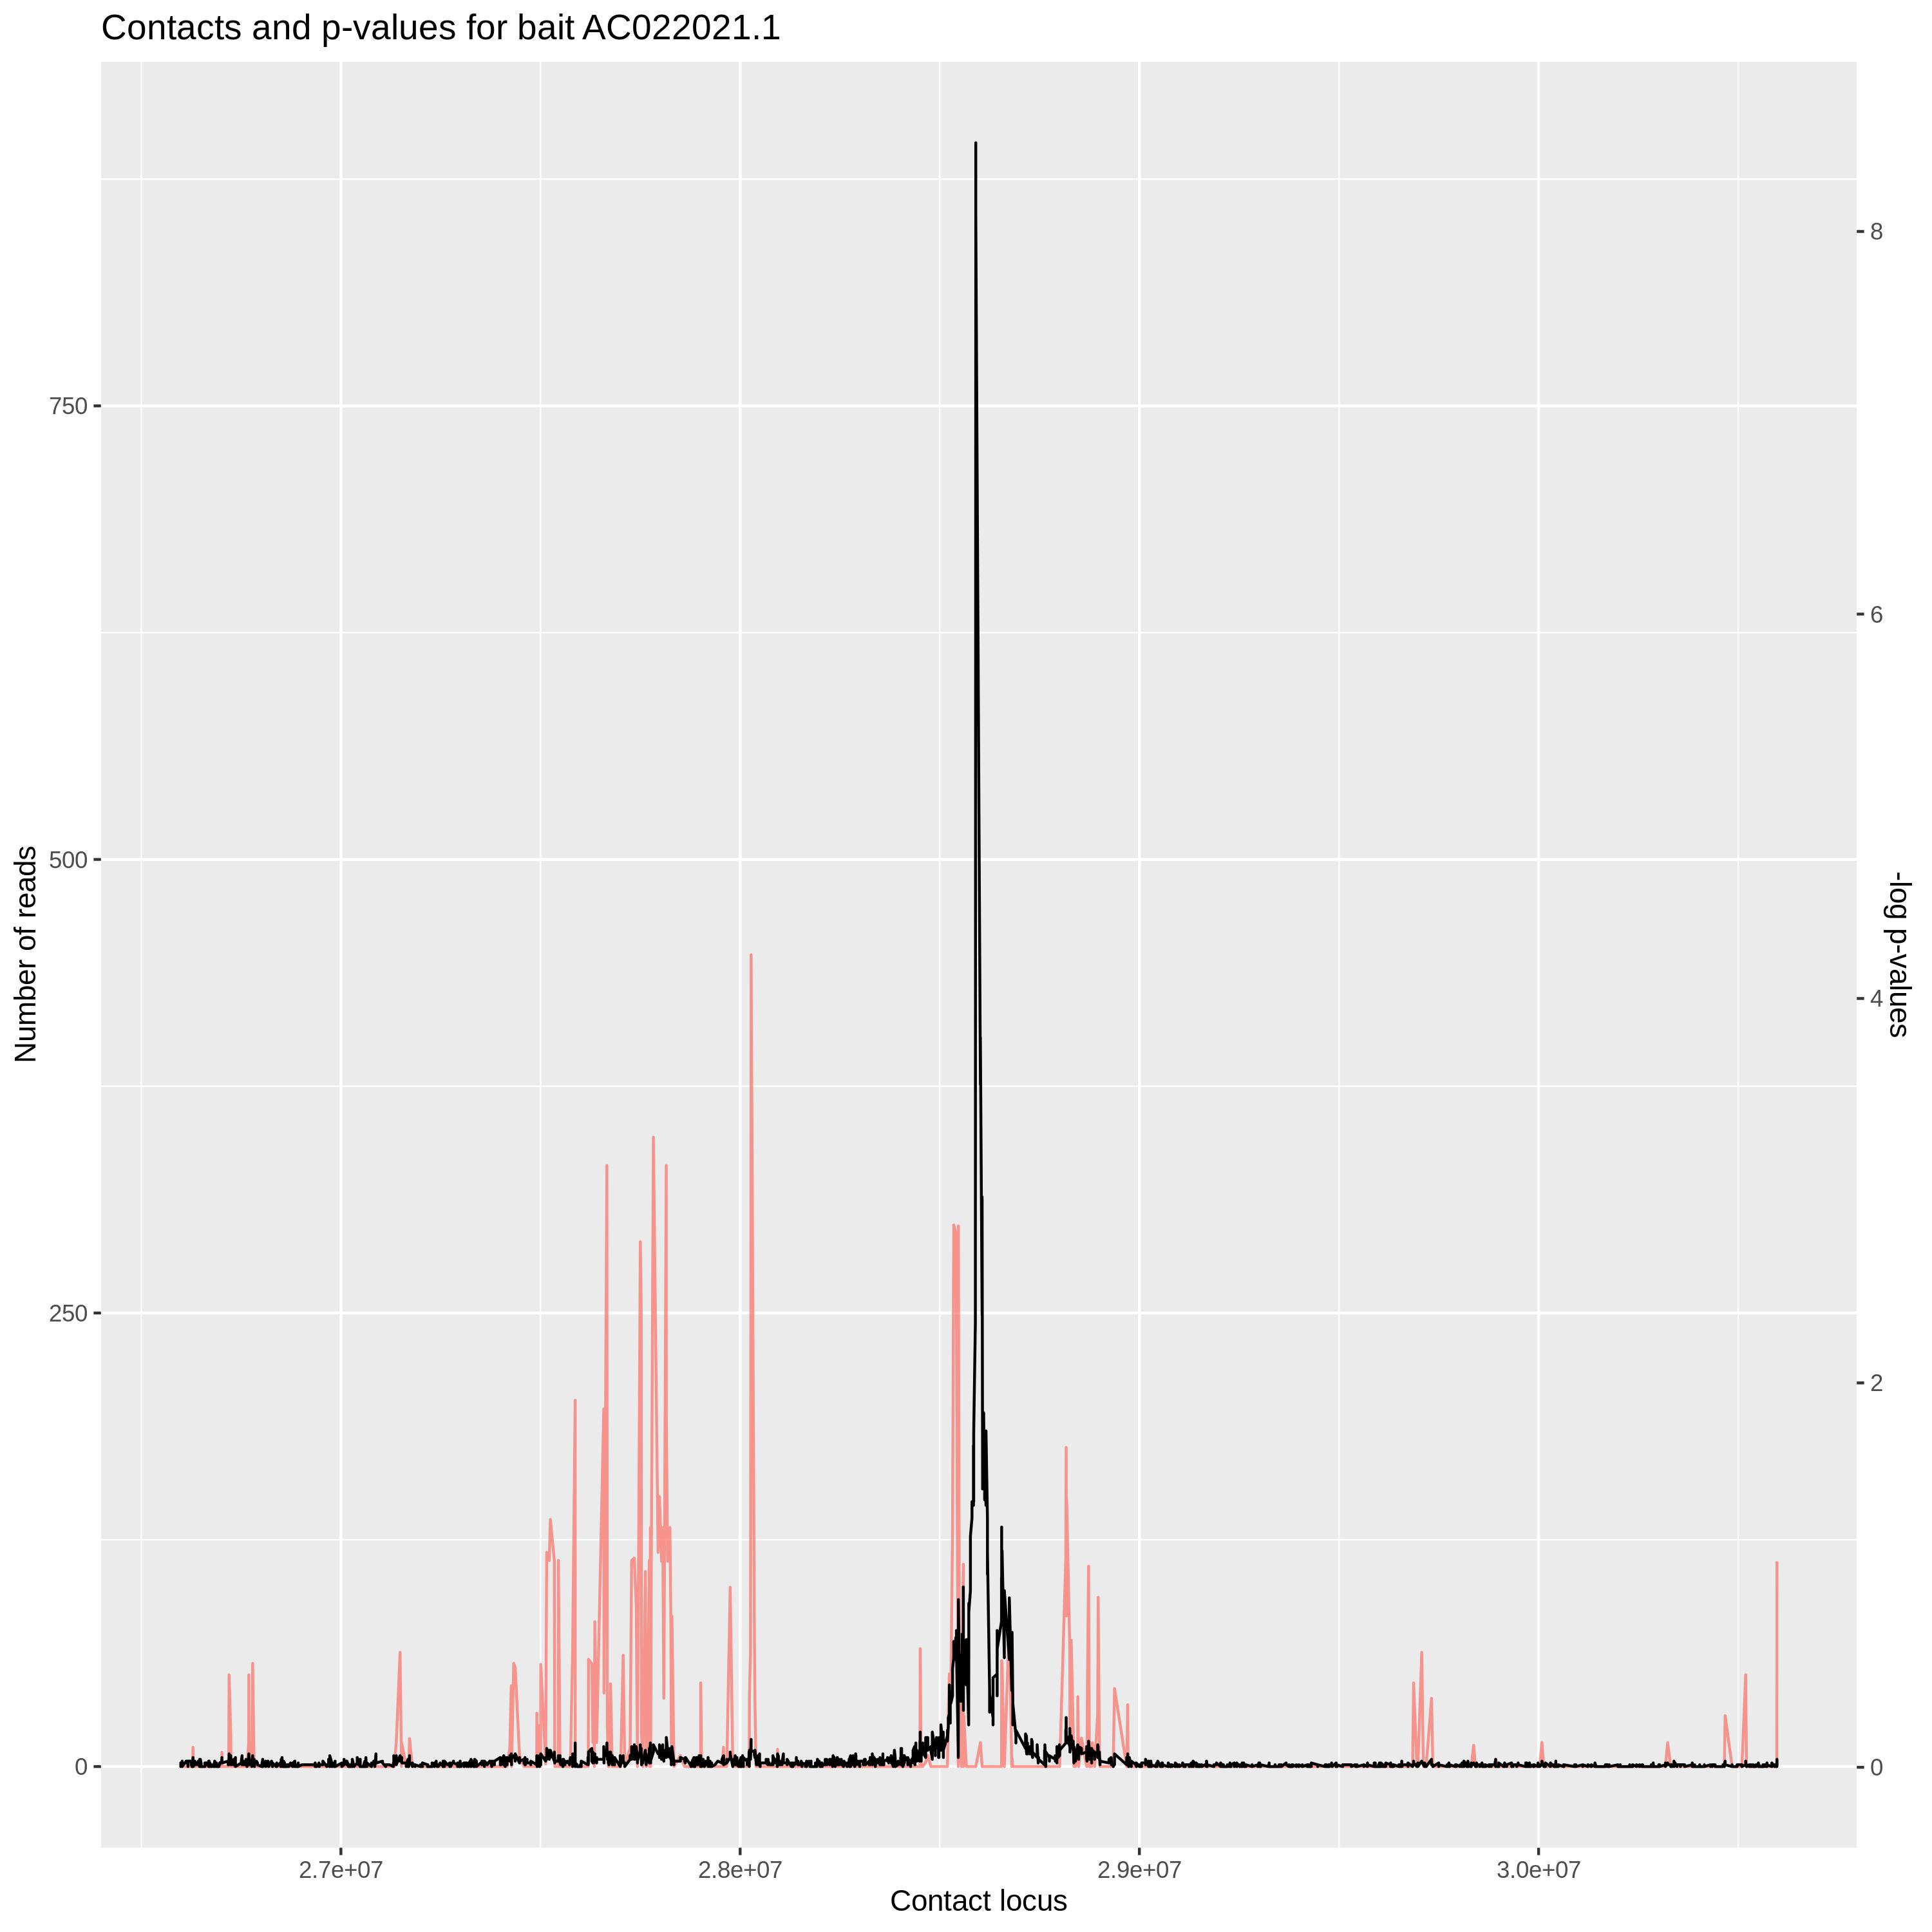 Contacts and p-values for bait AC022021.1
750
500
250
0
Number of reads
8
6
4
2
0
-log p-values
2.7e+07
2.8e+07
2.9e+07
3.0e+07
Contact locus